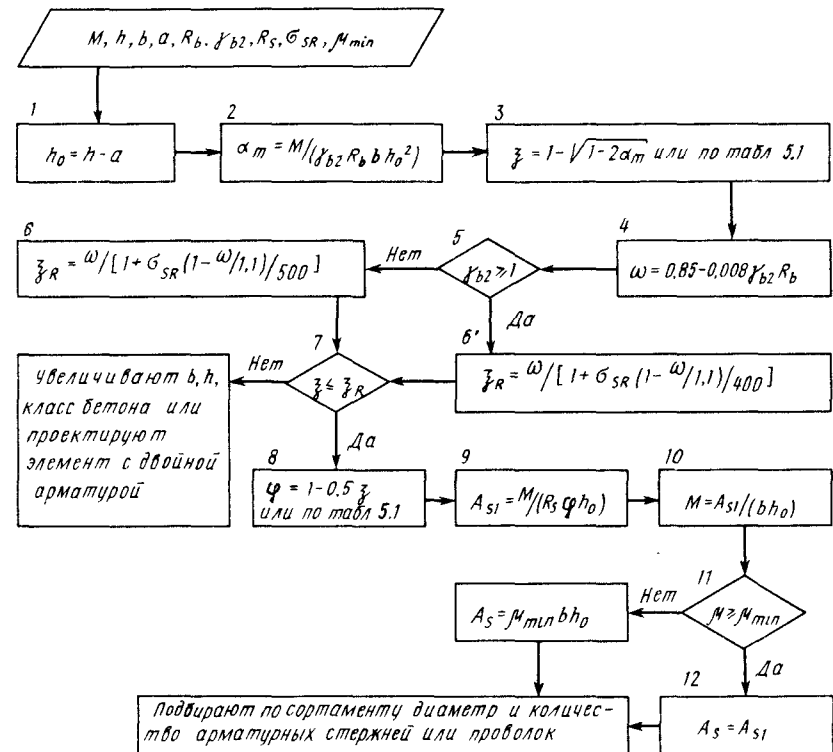 M, h, b, a, R_b. γ_b2, R_s, σ_SR, μ_min
1
h_0 = h - a
2
α_m = M/(γ_b2 R_b b h_0²)
3
ξ = 1-√(1-2α_m) или по табл 5.1
4
ω = 0,85-0,008 γ_b2 R_b
5
γ_b2 ≥ 1
Нет
Да
6
ξ_R = ω/[1+σ_SR (1-ω/1,1)/500]
6'
ξ_R = ω/[1+σ_SR (1-ω/1,1)/400]
7
ξ ≤ ξ_R
Нет
Да
Увеличивают b, h,
класс бетона или
проектируют
элемент с двойной
арматурой
8
φ = 1-0.5 ξ
или по табл 5.1
9
A_S1 = M/(R_s φ h_0)
10
M = A_S1/(b h_0)
11
μ ≥ μ_min
Нет
Да
A_s = μ_min b h_0
12
A_s = A_S1
Подбирают по сортаменту диаметр и количес-
тво арматурных стержней или проволок